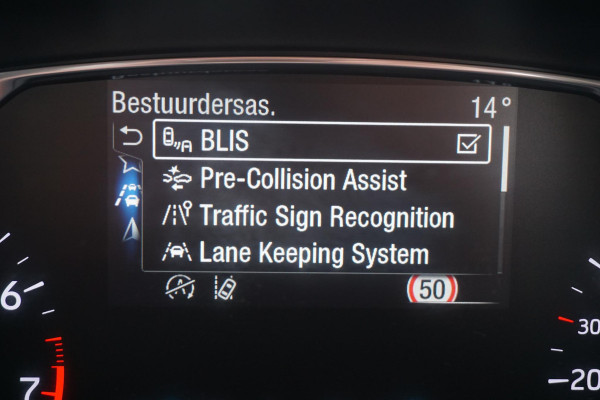 Bestuurdersas. 14°
BLIS
Pre-Collision Assist
Traffic Sign Recognition
Lane Keeping System
50
6
7
30
20